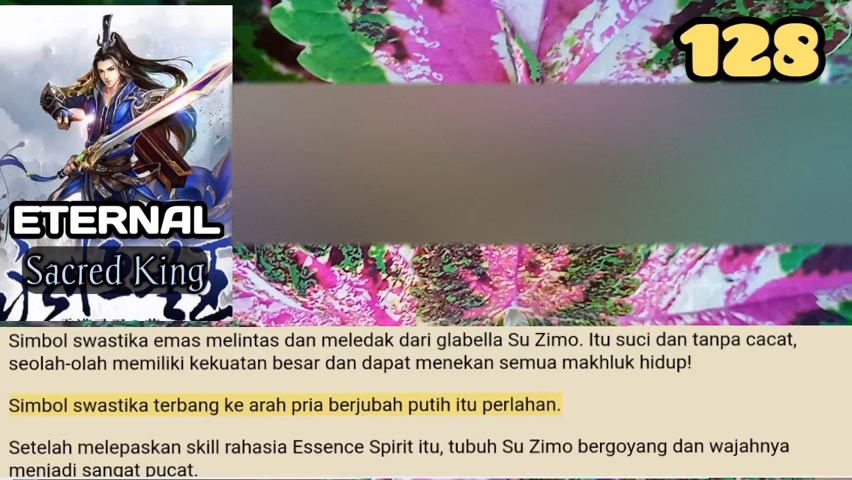 128
ETERNAL
Sacred King
Simbol swastika emas melintas dan meledak dari glabella Su Zimo. Itu suci dan tanpa cacat,
seolah-olah memiliki kekuatan besar dan dapat menekan semua makhluk hidup!
Simbol swastika terbang ke arah pria berjubah putih itu perlahan.
Setelah melepaskan skill rahasia Essence Spirit itu, tubuh Su Zimo bergoyang dan wajahnya
menjadi sangat pucat.